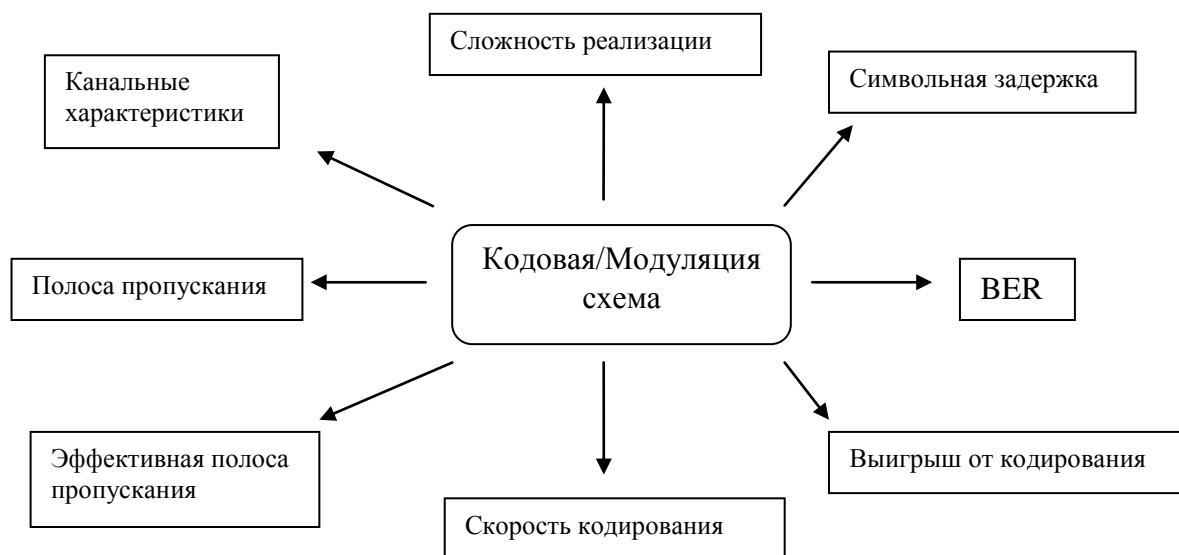 Сложность реализации
Канальные
характеристики
Символьная задержка
Кодовая/Модуляция
схема
Полоса пропускания
BER
Эффективная полоса
пропускания
Выигрыш от кодирования
Скорость кодирования